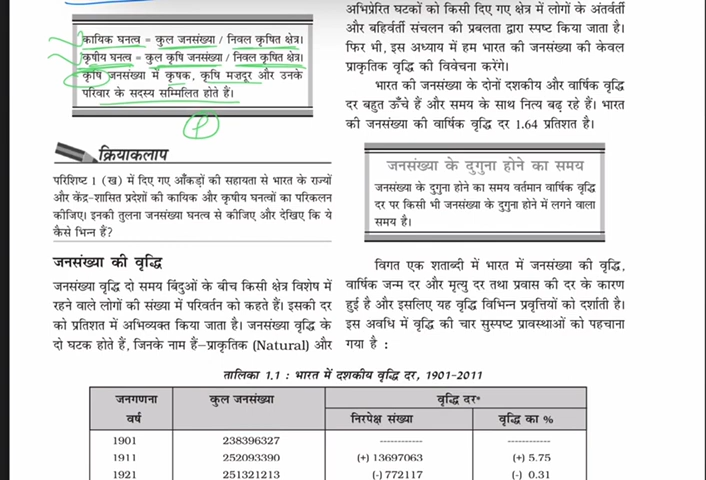 कायिक घनत्व = कुल जनसंख्या / निवल कृषित क्षेत्र।
कृषीय घनत्व = कुल कृषि जनसंख्या / निवल कृषित क्षेत्र।
कृषि जनसंख्या में कृषक, कृषि मजदूर और उनके
परिवार के सदस्य सम्मिलित होते हैं।
क्रियाकलाप
परिशिष्ट 1 (ख) में दिए गए आँकड़ों की सहायता से भारत के राज्यों
और केंद्र-शासित प्रदेशों की कायिक और कृषीय घनत्वों का परिकलन
कीजिए। इनकी तुलना जनसंख्या घनत्व से कीजिए और देखिए कि ये
कैसे भिन्न हैं?
जनसंख्या की वृद्धि
जनसंख्या वृद्धि दो समय बिंदुओं के बीच किसी क्षेत्र विशेष में
रहने वाले लोगों की संख्या में परिवर्तन को कहते हैं। इसकी दर
को प्रतिशत में अभिव्यक्त किया जाता है। जनसंख्या वृद्धि के
दो घटक होते हैं, जिनके नाम हैं–प्राकृतिक (Natural) और
अभिप्रेरित घटकों को किसी दिए गए क्षेत्र में लोगों के अंतर्वर्ती
और बहिर्वर्ती संचलन की प्रबलता द्वारा स्पष्ट किया जाता है।
फिर भी, इस अध्याय में हम भारत की जनसंख्या की केवल
प्राकृतिक वृद्धि की विवेचना करेंगे।
भारत की जनसंख्या के दोनों दशकीय और वार्षिक वृद्धि
दर बहुत ऊँचे हैं और समय के साथ नित्य बढ़ रहे हैं। भारत
की जनसंख्या की वार्षिक वृद्धि दर 1.64 प्रतिशत है।
जनसंख्या के दुगुना होने का समय
जनसंख्या के दुगुना होने का समय वर्तमान वार्षिक वृद्धि
दर पर किसी भी जनसंख्या के दुगुना होने में लगने वाला
समय है।
विगत एक शताब्दी में भारत में जनसंख्या की वृद्धि,
वार्षिक जन्म दर और मृत्यु दर तथा प्रवास की दर के कारण
हुई है और इसलिए यह वृद्धि विभिन्न प्रवृत्तियों को दर्शाती है।
इस अवधि में वृद्धि की चार सुस्पष्ट प्रावस्थाओं को पहचाना
गया है :
तालिका 1.1 : भारत में दशकीय वृद्धि दर, 1901-2011
जनगणना वर्ष कुल जनसंख्या वृद्धि दर*
निरपेक्ष संख्या वृद्धि का %
1901 238396327 ------------ ------------
1911 252093390 (+) 13697063 (+) 5.75
1921 251321213 (-) 772117 (-) 0.31